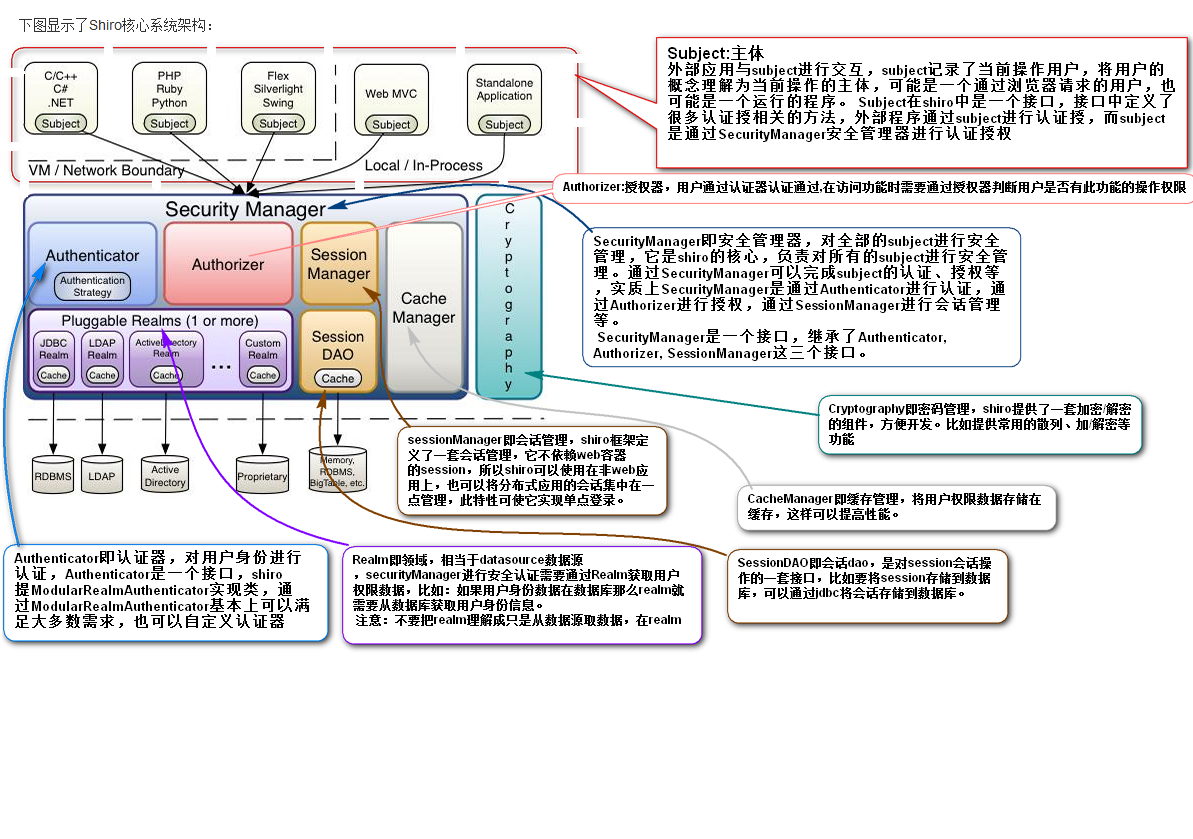 下图显示了Shiro核心系统架构：
C/C++
C#
.NET
Subject
PHP
Ruby
Python
Subject
Flex
Silverlight
Swing
Subject
Web MVC
Subject
Standalone
Application
Subject
VM / Network Boundary
Local / In-Process
Subject:主体
外部应用与subject进行交互，subject记录了当前操作用户，将用户的
概念理解为当前操作的主体，可能是一个通过浏览器请求的用户，也
可能是一个运行的程序。 Subject在shiro中是一个接口，接口中定义了
很多认证授相关的方法，外部程序通过subject进行认证授，而subject
是通过SecurityManager安全管理器进行认证授权
Authorizer:授权器，用户通过认证器认证通过,在访问功能时需要通过授权器判断用户是否有此功能的操作权限
Security Manager
Authenticator
Authentication
Strategy
Authorizer
Session
Manager
Cache
Manager
Cryptography
Pluggable Realms (1 or more)
JDBC
Realm
Cache
LDAP
Realm
Cache
ActiveDirectory
Realm
Cache
...
Custom
Realm
Cache
Session
DAO
Cache
SecurityManager即安全管理器，对全部的subject进行安全
管理，它是shiro的核心，负责对所有的subject进行安全管
理。通过SecurityManager可以完成subject的认证、授权等
，实质上SecurityManager是通过Authenticator进行认证，通
过Authorizer进行授权，通过SessionManager进行会话管理
等。
SecurityManager是一个接口，继承了Authenticator,
Authorizer, SessionManager这三个接口。
Cryptography即密码管理，shiro提供了一套加密/解密
的组件，方便开发。比如提供常用的散列、加/解密等
功能
RDBMS
LDAP
Active
Directory
Proprietary
Memory,
RDBMS,
BigTable, etc.
sessionManager即会话管理，shiro框架定
义了一套会话管理，它不依赖web容器
的session，所以shiro可以使用在非web应
用上，也可以将分布式应用的会话集中在一
点管理，此特性可使它实现单点登录。
CacheManager即缓存管理，将用户权限数据存储在
缓存，这样可以提高性能。
Authenticator即认证器，对用户身份进行
认证，Authenticator是一个接口，shiro
提ModularRealmAuthenticator实现类，通
过ModularRealmAuthenticator基本上可以满
足大多数需求，也可以自定义认证器
Realm即领域，相当于datasource数据源
，securityManager进行安全认证需要通过Realm获取用户
权限数据，比如：如果用户身份数据在数据库那么realm就
需要从数据库获取用户身份信息。
注意：不要把realm理解成只是从数据源取数据，在realm
SessionDAO即会话dao，是对session会话操
作的一套接口，比如要将session存储到数据
库，可以通过jdbc将会话存储到数据库。